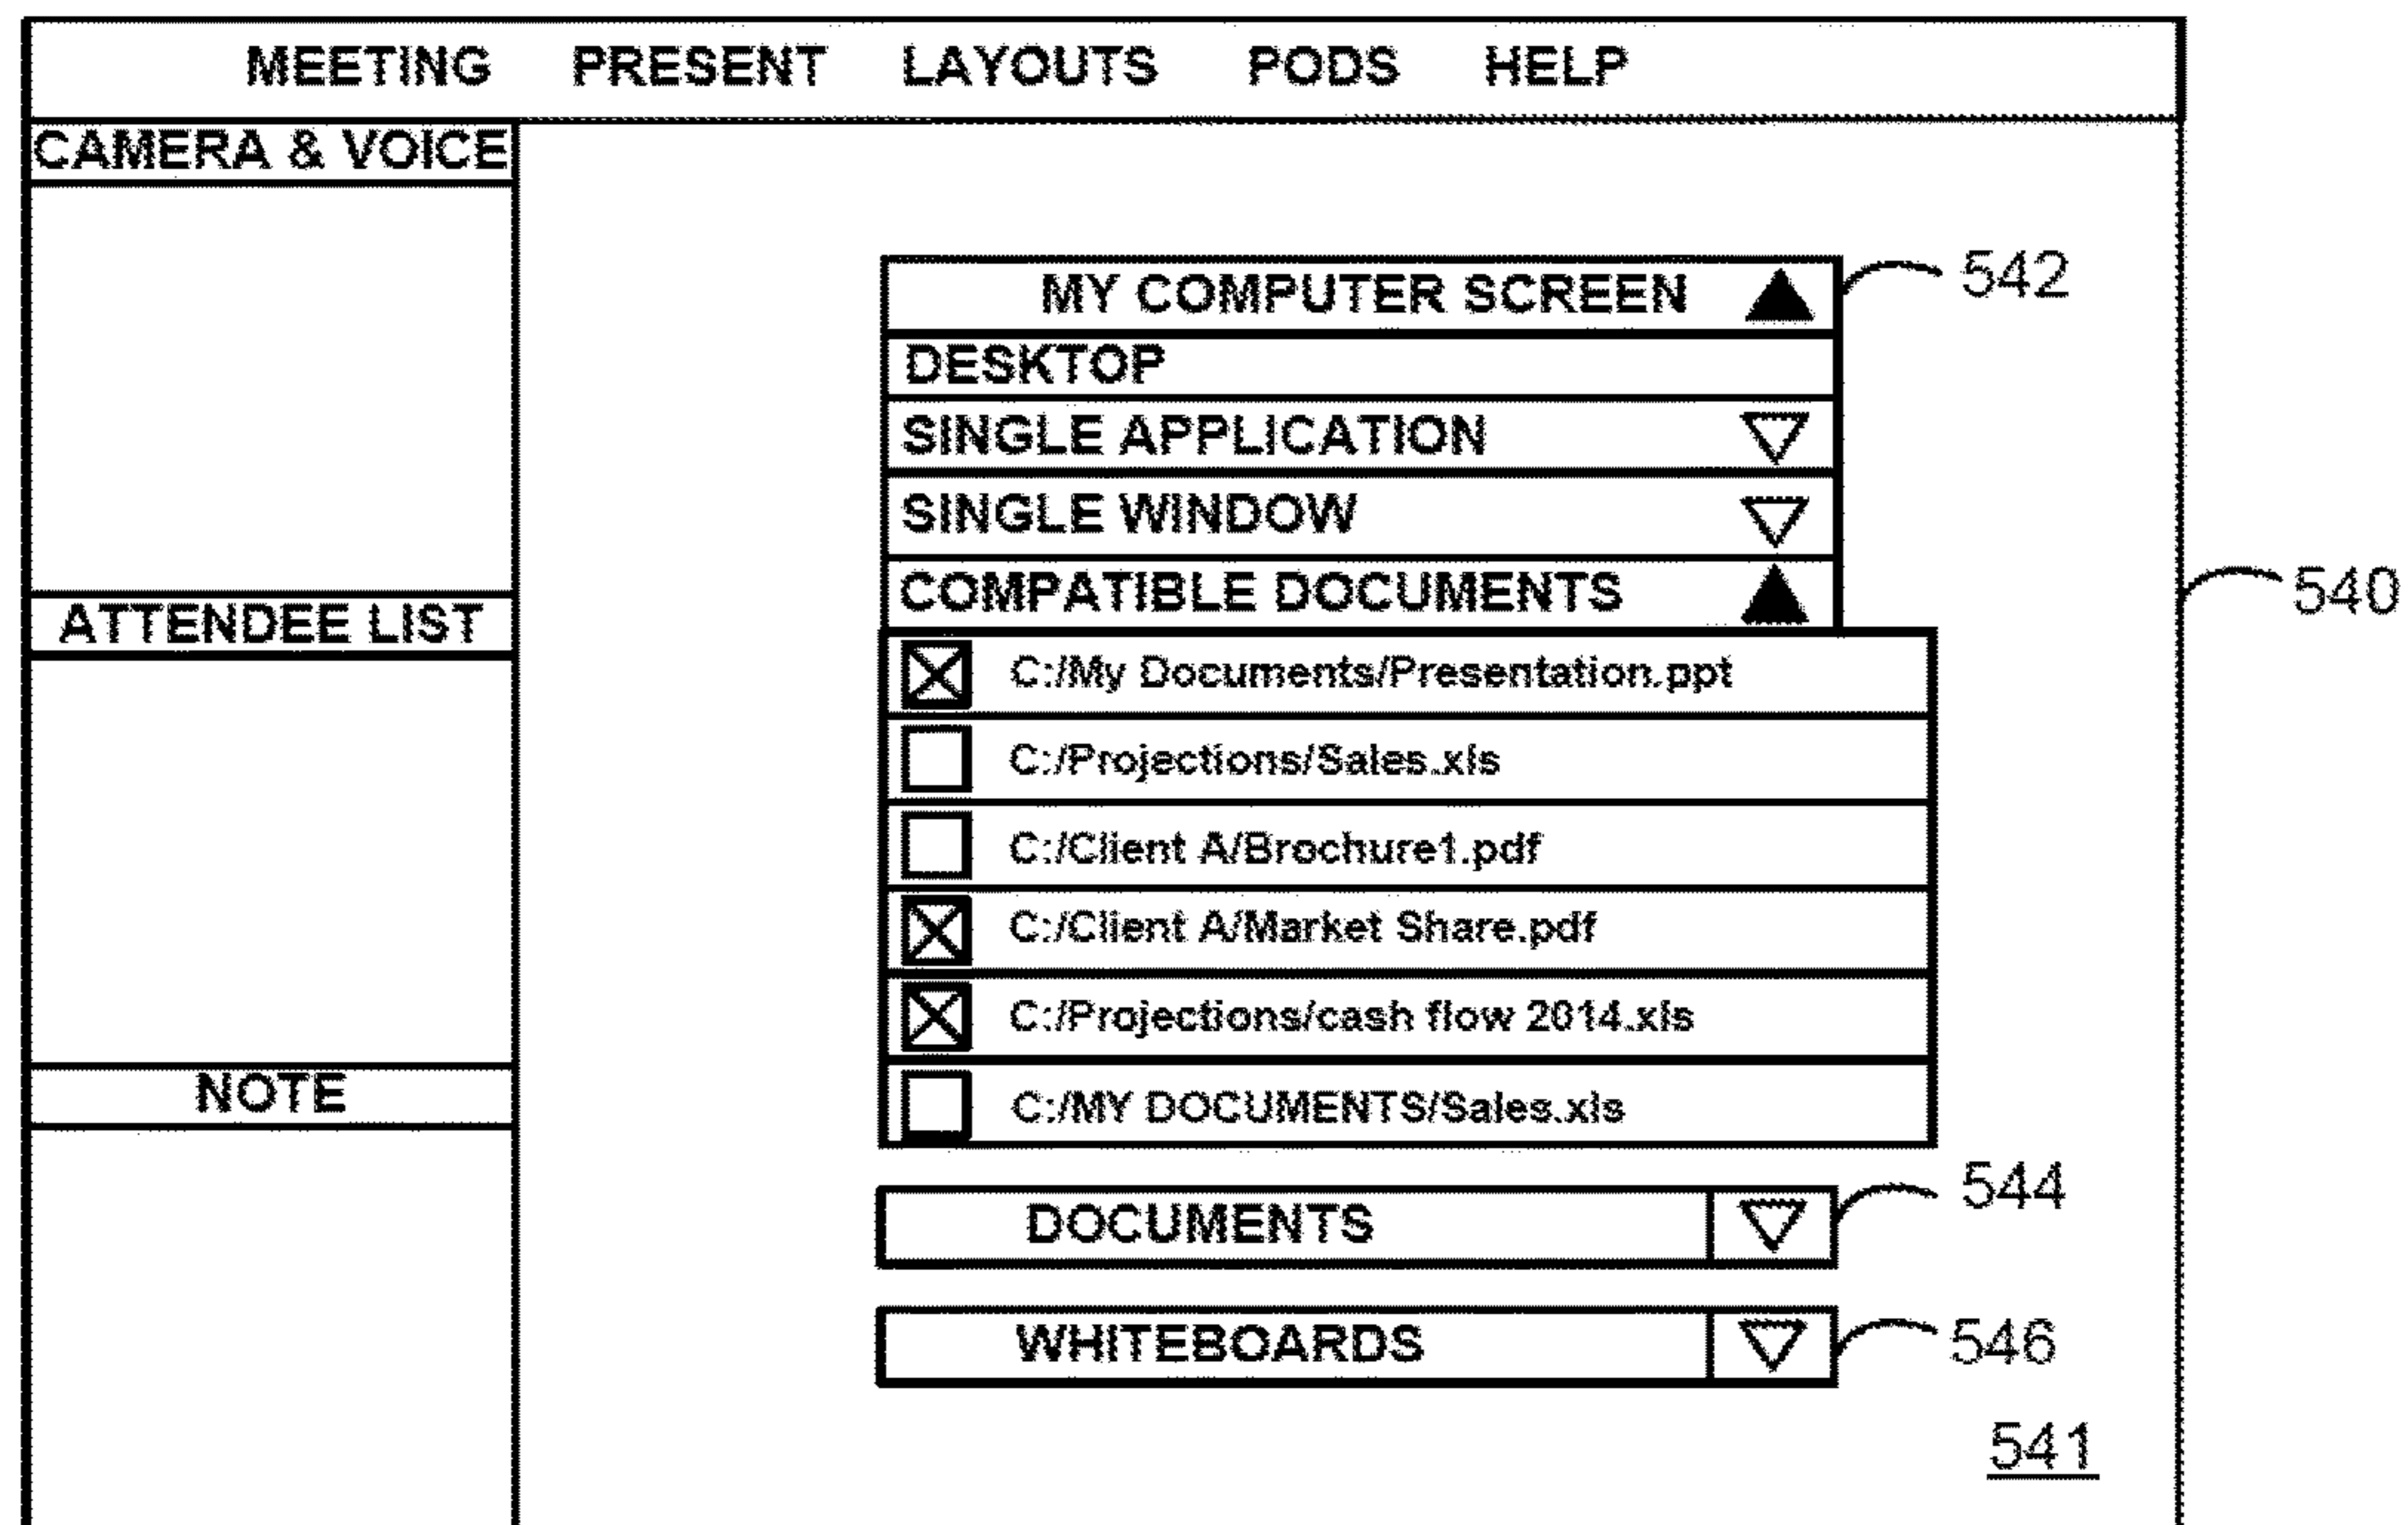 MEETING PRESENT LAYOUTS PODS HELP
CAMERA & VOICE
ATTENDEE LIST
NOTE
MY COMPUTER SCREEN
542
DESKTOP
SINGLE APPLICATION
SINGLE WINDOW
COMPATIBLE DOCUMENTS
540
C:/My Documents/Presentation.ppt
C:/Projections/Sales.xls
C:/Client A/Brochure1.pdf
C:/Client A/Market Share.pdf
C:/Projections/cash flow 2014.xls
C:/MY DOCUMENTS/Sales.xls
DOCUMENTS
544
WHITEBOARDS
546
541